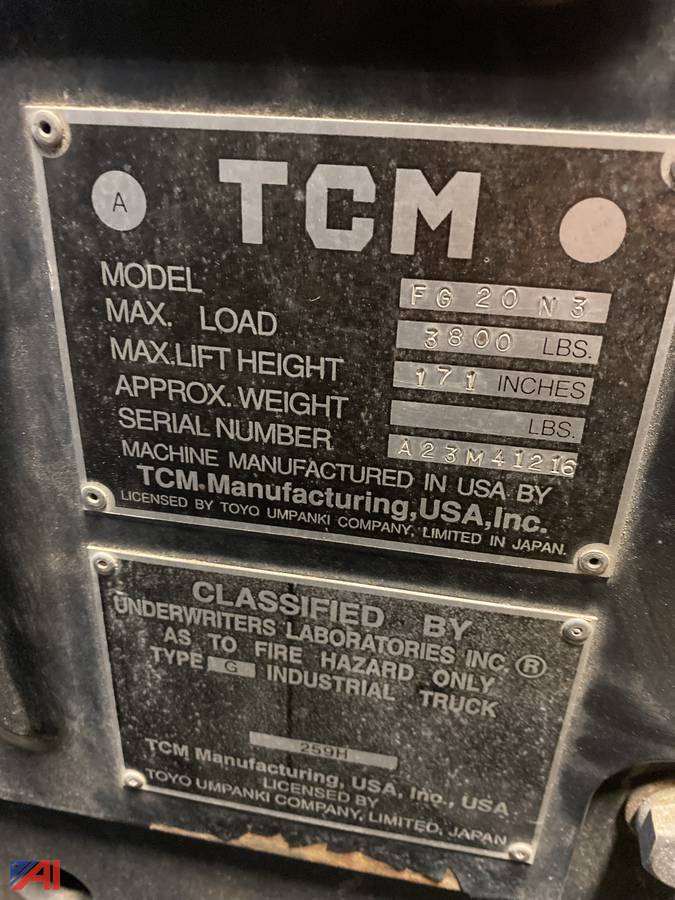 TCM
A
MODEL FG 20 N 3
MAX. LOAD 3800 LBS.
MAX.LIFT HEIGHT 171 INCHES
APPROX. WEIGHT LBS.
SERIAL NUMBER A23M41216
MACHINE MANUFACTURED IN USA BY
TCM Manufacturing,USA,Inc.
LICENSED BY TOYO UMPANKI COMPANY, LIMITED IN JAPAN.
CLASSIFIED BY
UNDERWRITERS LABORATORIES INC.®
AS TO FIRE HAZARD ONLY
TYPE G INDUSTRIAL TRUCK
259H
TCM Manufacturing, USA, Inc., USA
LICENSED BY
TOYO UMPANKI COMPANY, LIMITED, JAPAN
AI